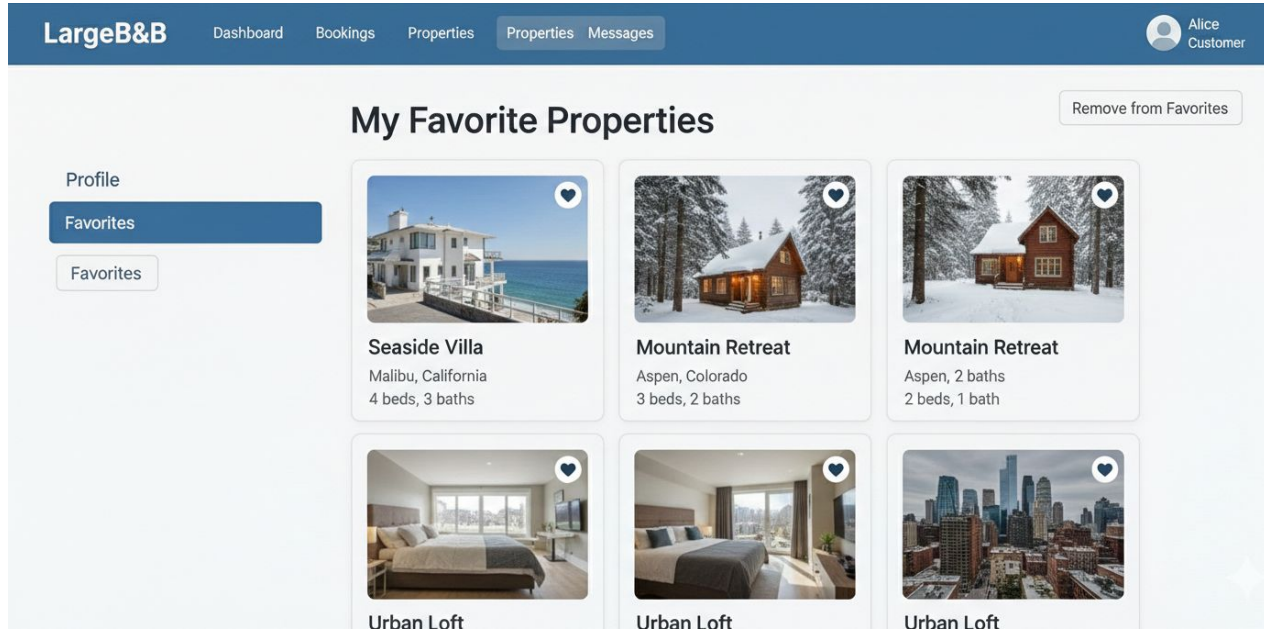 LargeB&B Dashboard Bookings Properties Properties Messages
Alice
Customer
My Favorite Properties
Remove from Favorites
Profile
Favorites
Favorites
Seaside Villa
Malibu, California
4 beds, 3 baths
Mountain Retreat
Aspen, Colorado
3 beds, 2 baths
Mountain Retreat
Aspen, 2 baths
2 beds, 1 bath
Urban Loft
Urban Loft
Urban Loft